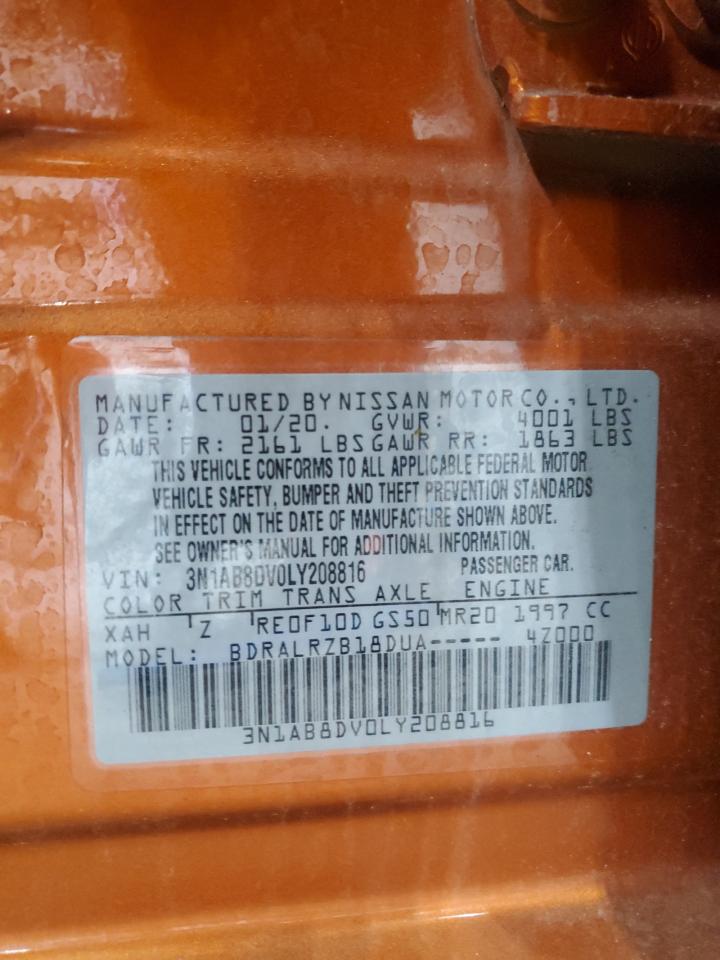 MANUFACTURED BY NISSAN MOTOR CO., LTD.
DATE: 01/20. GVWR: 4001 LBS
GAWR FR: 2161 LBS GAWR RR: 1863 LBS
THIS VEHICLE CONFORMS TO ALL APPLICABLE FEDERAL MOTOR
VEHICLE SAFETY, BUMPER AND THEFT PREVENTION STANDARDS
IN EFFECT ON THE DATE OF MANUFACTURE SHOWN ABOVE.
SEE OWNER'S MANUAL FOR ADDITIONAL INFORMATION.
VIN: 3N1AB8DV0LY208816 PASSENGER CAR.
COLOR TRIM TRANS AXLE ENGINE
XAH Z RE0F10D GS50 MR20 1997 CC
MODEL: BDRALRZB18DUA----- 4Z000
3N1AB8DV0LY208816